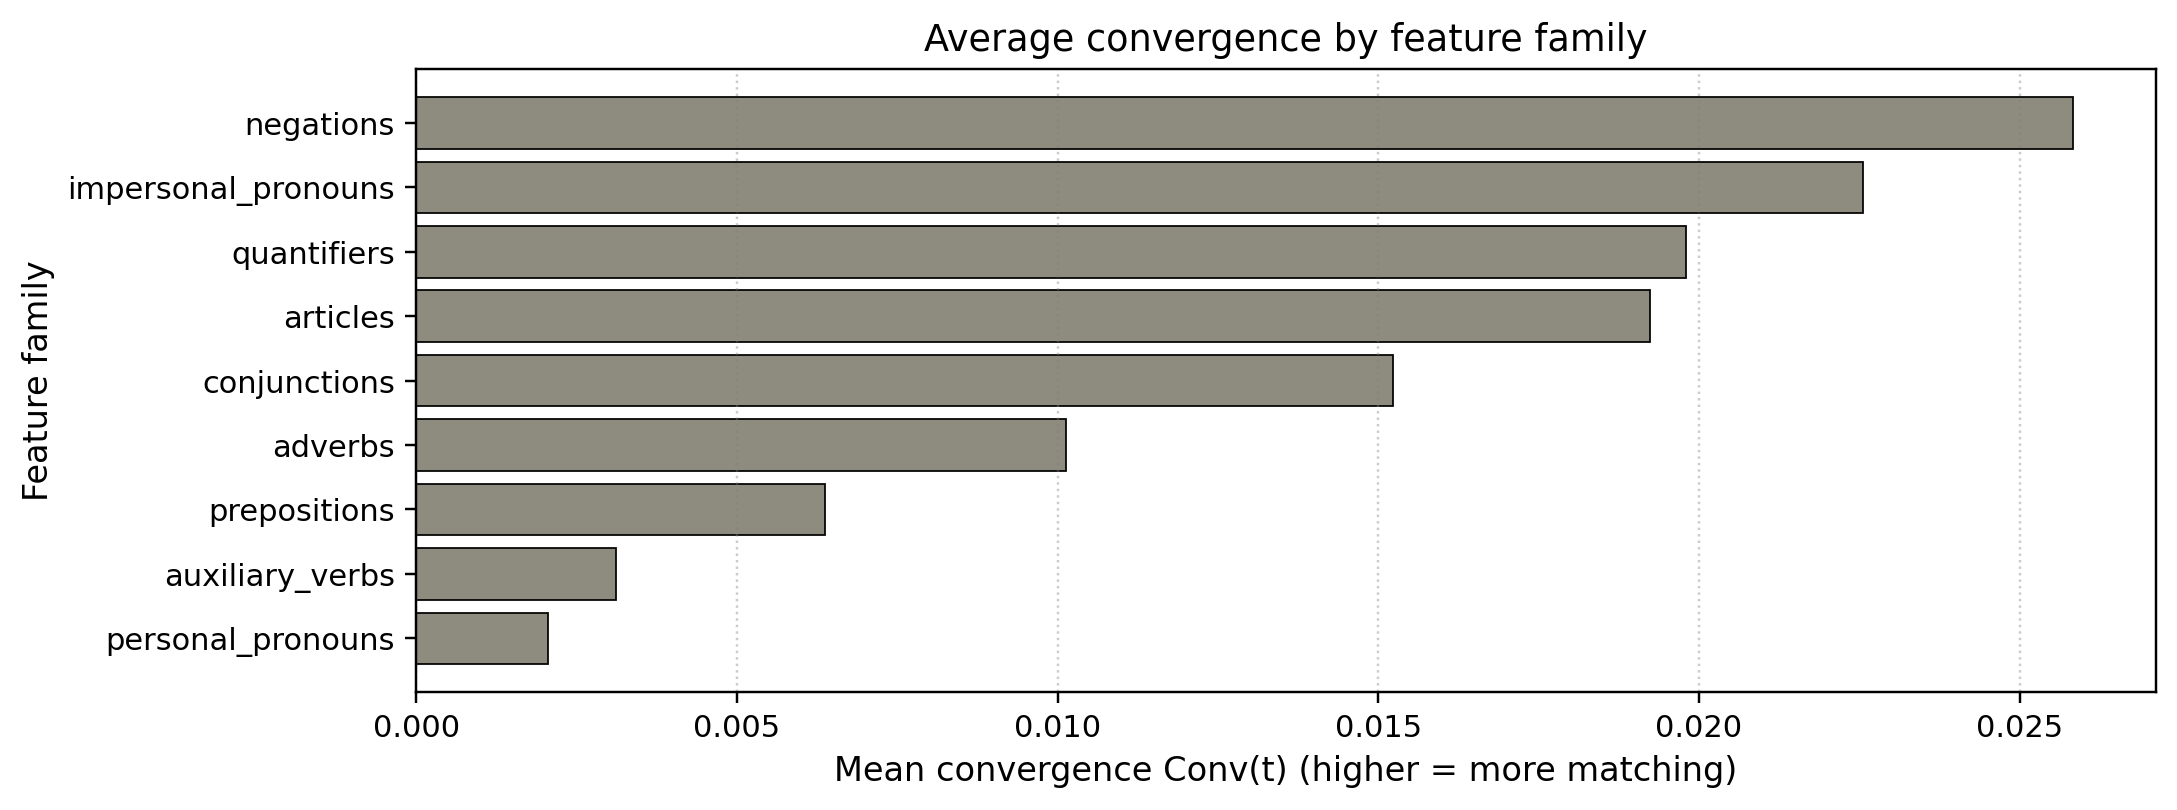 Average convergence by feature family
Feature family
negations
impersonal_pronouns
quantifiers
articles
conjunctions
adverbs
prepositions
auxiliary_verbs
personal_pronouns
0.000 0.005 0.010 0.015 0.020 0.025
Mean convergence Conv(t) (higher = more matching)